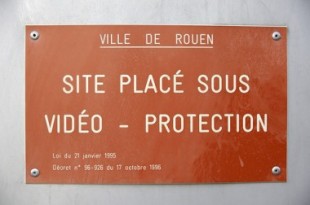 VILLE DE ROUEN
SITE PLACÉ SOUS
VIDÉO - PROTECTION
Loi du 21 janvier 1995
Décret n° 96-926 du 17 octobre 1996